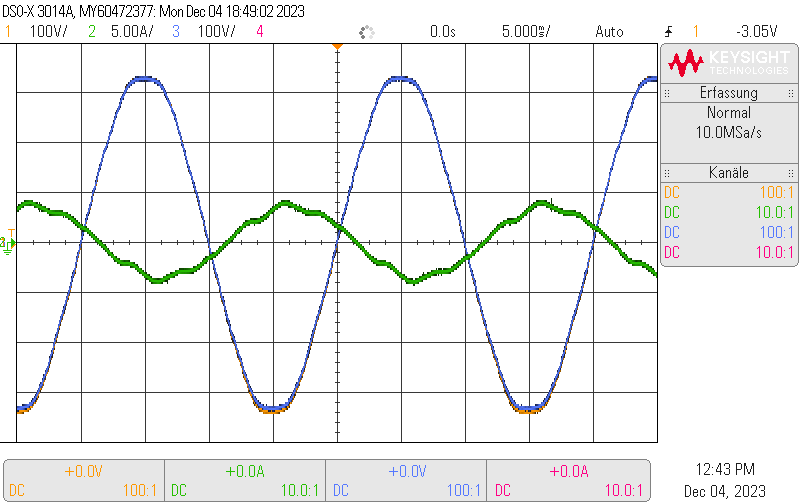 DSO-X 3014A, MY60472377: Mon Dec 04 18:49:02 2023
1 100V/ 2 5.00A/ 3 100V/ 4 0.0s 5.000ms/ Auto 1 -3.05V
KEYSIGHT
TECHNOLOGIES
Erfassung
Normal
10.0MSa/s
Kanäle
DC 100:1
DC 10.0:1
DC 100:1
DC 10.0:1
+0.0V +0.0A +0.0V +0.0A
DC 100:1 DC 10.0:1 DC 100:1 DC 10.0:1
12:43 PM
Dec 04, 2023